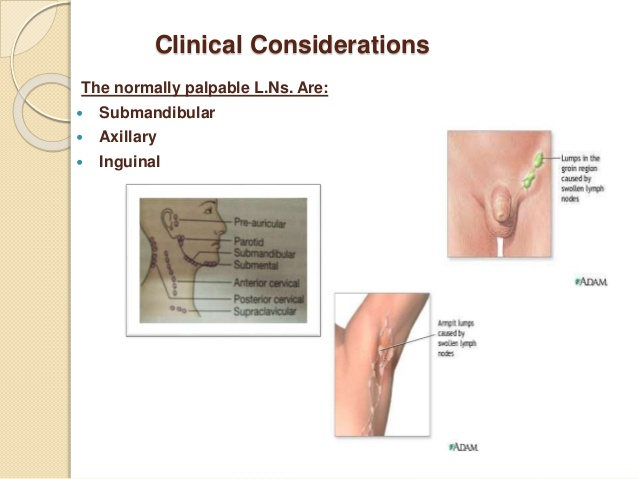 Clinical Considerations
The normally palpable L.Ns. Are:
Submandibular
Axillary
Inguinal
Pre-auricular
Parotid
Submandibular
Submental
Anterior cervical
Posterior cervical
Supraclavicular
Lumps in the
groin region
caused by
swollen lymph
nodes
ADAM
Armpit lumps
caused by
swollen lymph
nodes
ADAM